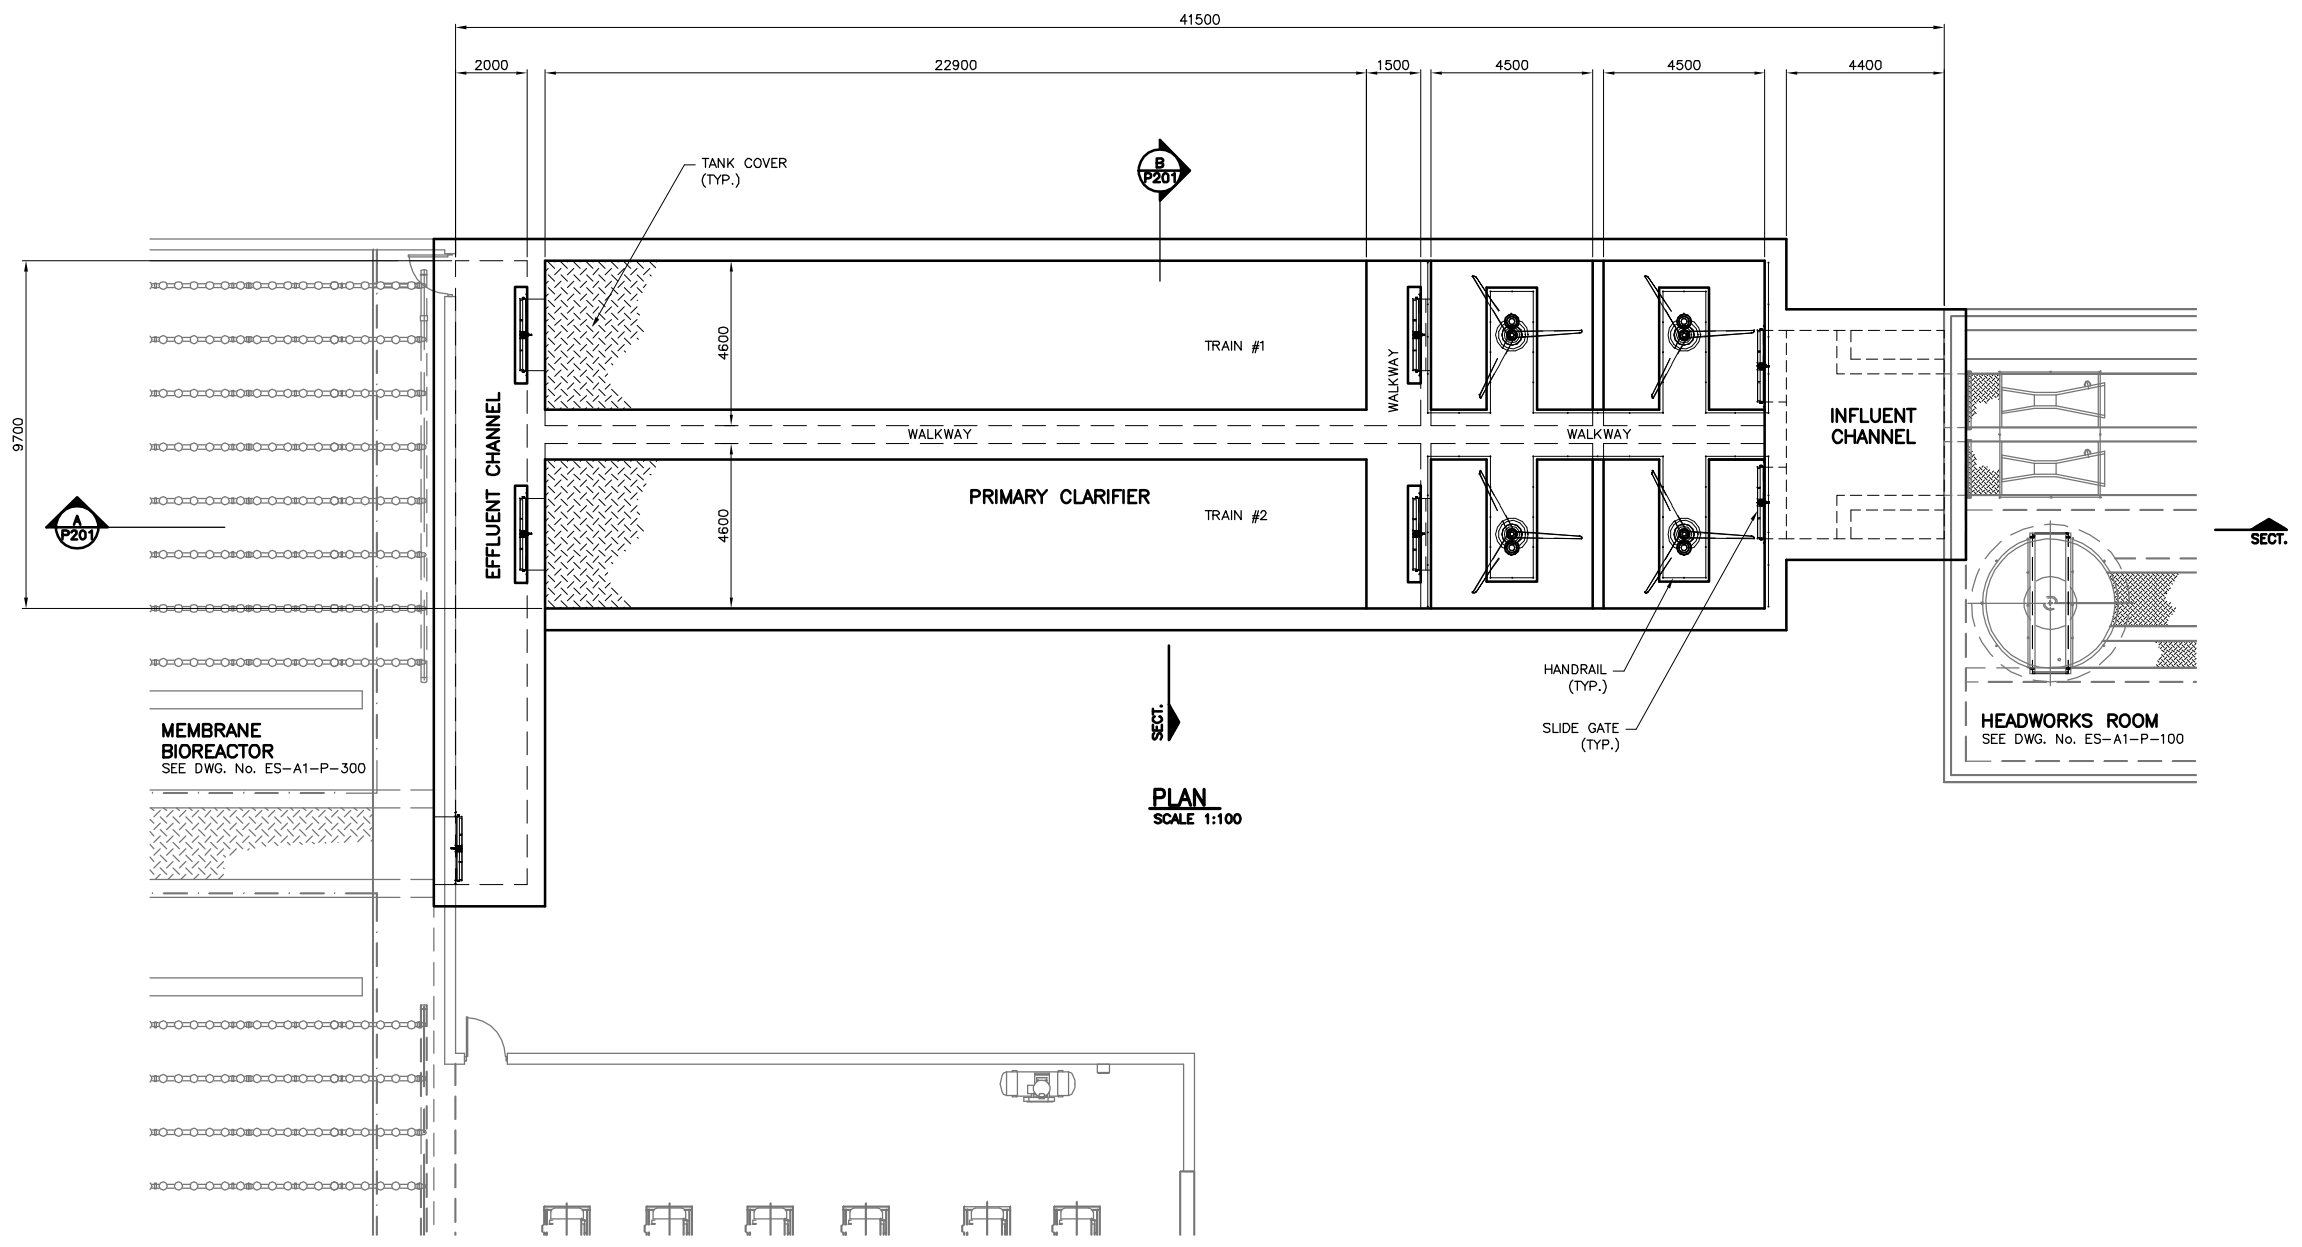 41500
2000
22900
1500
4500
4500
4400
TANK COVER
(TYP.)
B
P201
9700
4600
TRAIN #1
WALKWAY
EFFLUENT CHANNEL
WALKWAY
WALKWAY
INFLUENT
CHANNEL
PRIMARY CLARIFIER
4600
TRAIN #2
A
P201
SECT.
HANDRAIL
(TYP.)
SLIDE GATE
(TYP.)
SECT.
MEMBRANE
BIOREACTOR
SEE DWG. No. ES-A1-P-300
HEADWORKS ROOM
SEE DWG. No. ES-A1-P-100
PLAN
SCALE 1:100